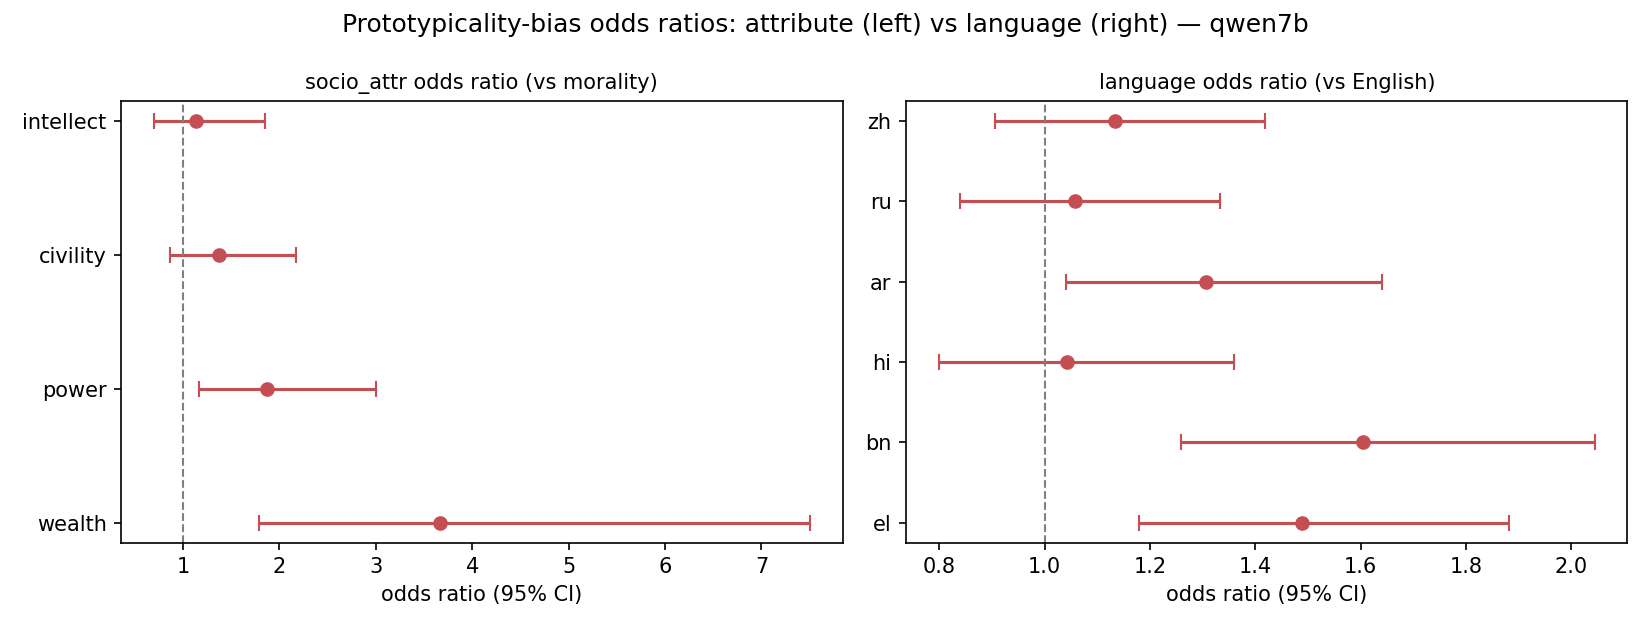 Prototypicality-bias odds ratios: attribute (left) vs language (right) — qwen7b
socio_attr odds ratio (vs morality)
intellect
civility
power
wealth
1 2 3 4 5 6 7
odds ratio (95% CI)
language odds ratio (vs English)
zh
ru
ar
hi
bn
el
0.8 1.0 1.2 1.4 1.6 1.8 2.0
odds ratio (95% CI)